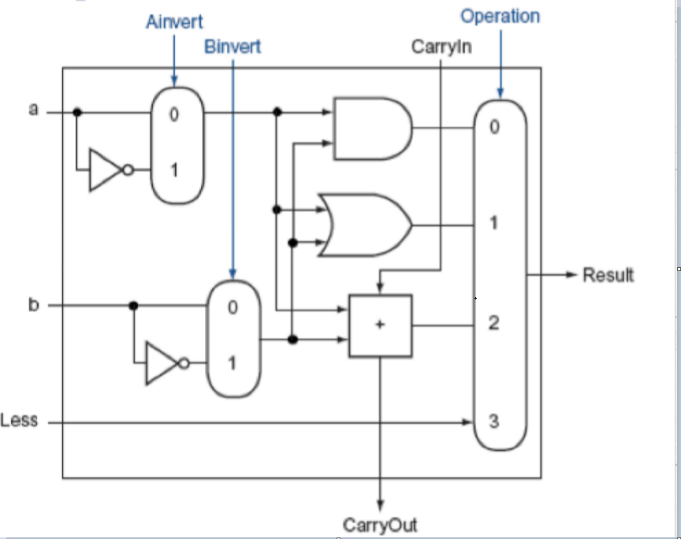 Operation
Ainvert
Binvert
CarryIn
a
0
1
0
1
b
0
1
+
2
Result
Less
3
CarryOut